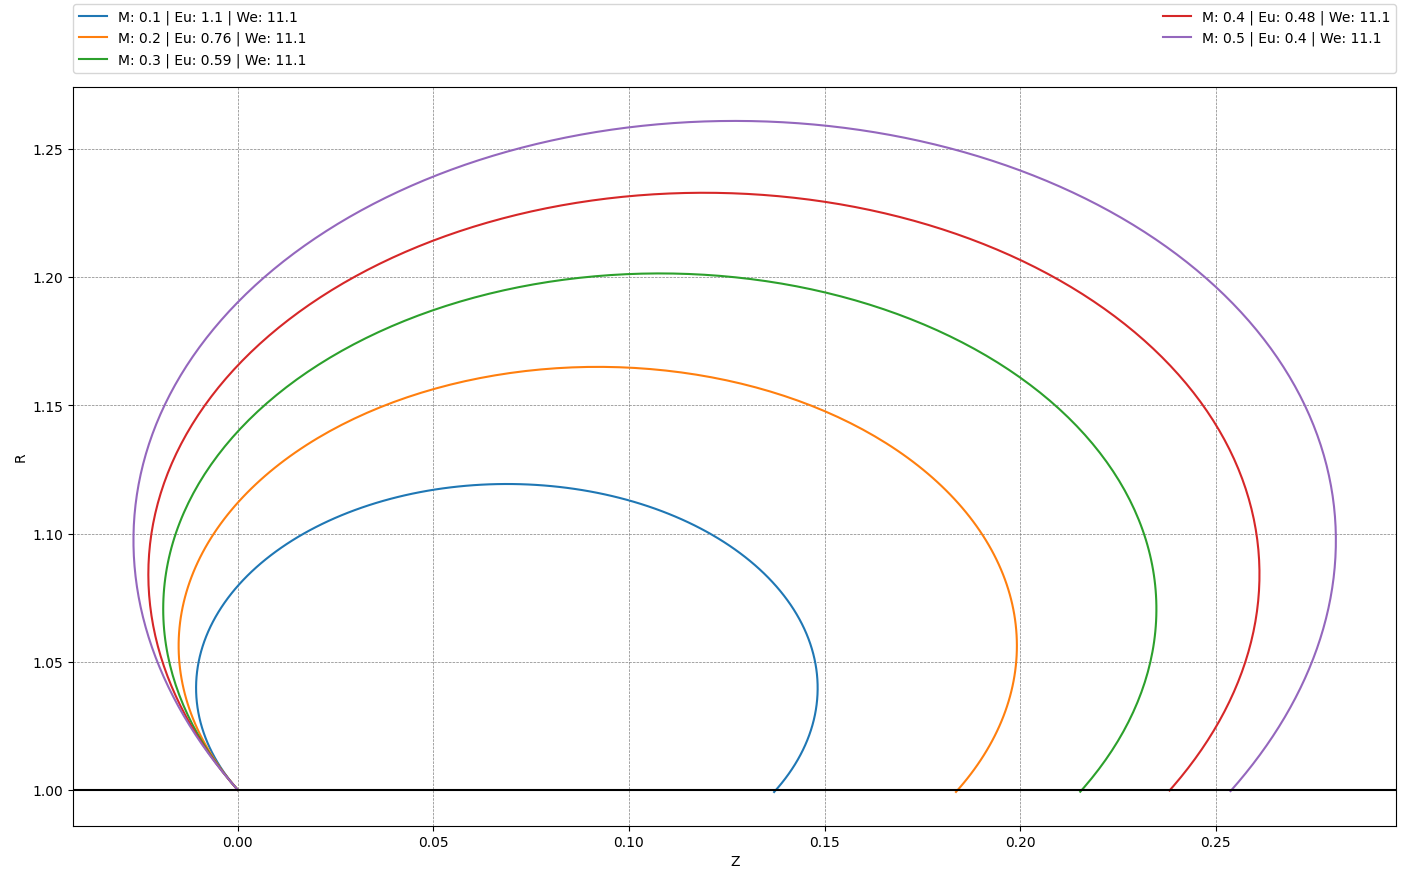 M: 0.1 | Eu: 1.1 | We: 11.1
M: 0.2 | Eu: 0.76 | We: 11.1
M: 0.3 | Eu: 0.59 | We: 11.1
M: 0.4 | Eu: 0.48 | We: 11.1
M: 0.5 | Eu: 0.4 | We: 11.1
1.25
1.20
1.15
1.10
1.05
1.00
R
0.00 0.05 0.10 0.15 0.20 0.25
Z